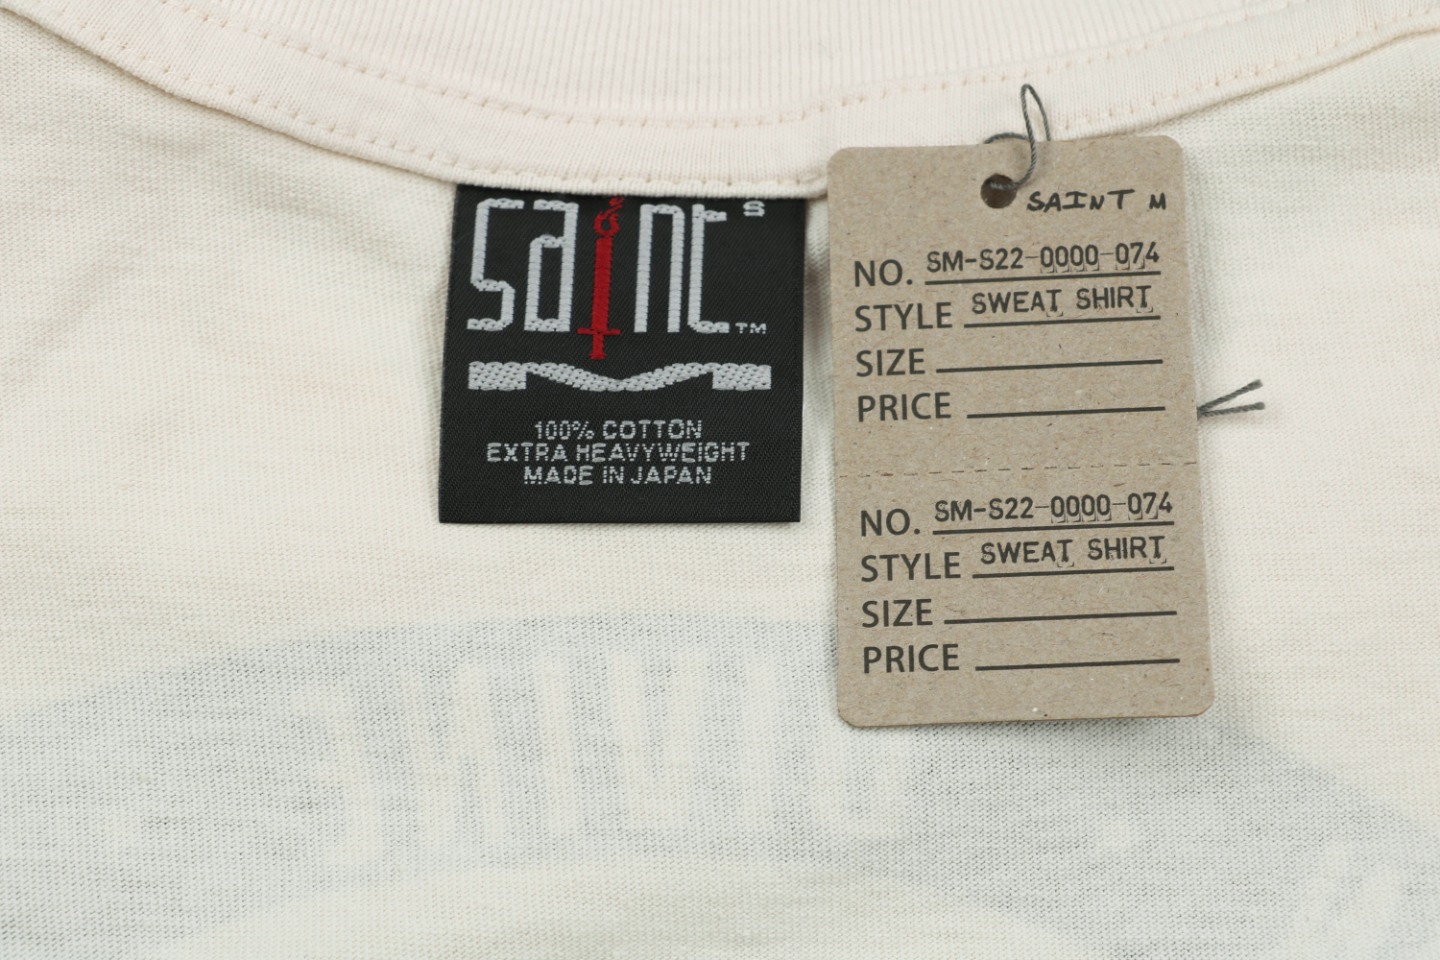 saint
S
TM
100% COTTON
EXTRA HEAVYWEIGHT
MADE IN JAPAN
SAINT M
NO. SM-S22-0000-074
STYLE SWEAT SHIRT
SIZE
PRICE
NO. SM-S22-0000-074
STYLE SWEAT SHIRT
SIZE
PRICE